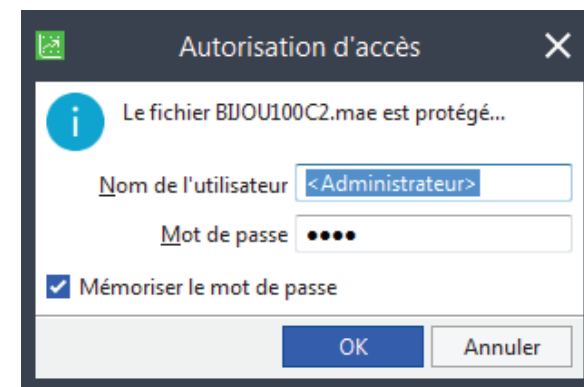 Autorisation d'accès
Le fichier BIJOU100C2.mae est protégé...
Nom de l'utilisateur <Administrateur>
Mot de passe ••••
Mémoriser le mot de passe
OK Annuler